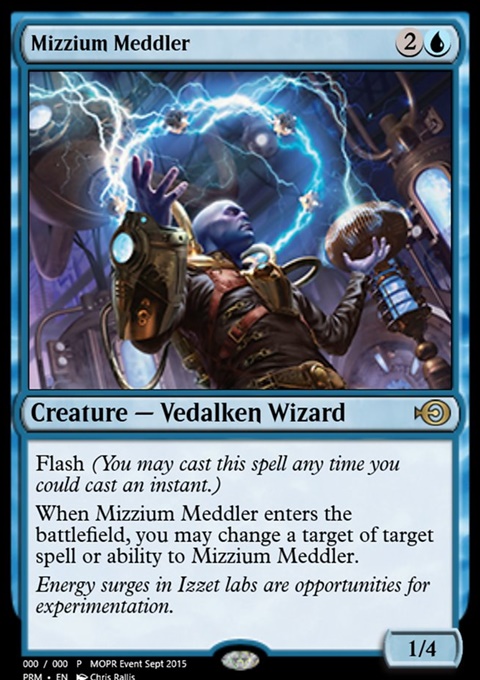 Mizzium Meddler 2
Creature — Vedalken Wizard
Flash (You may cast this spell any time you
could cast an instant.)
When Mizzium Meddler enters the
battlefield, you may change a target of target
spell or ability to Mizzium Meddler.
Energy surges in Izzet labs are opportunities for
experimentation.
1/4
000 / 000 P MOPR Event Sept 2015
PRM • EN Chris Rallis